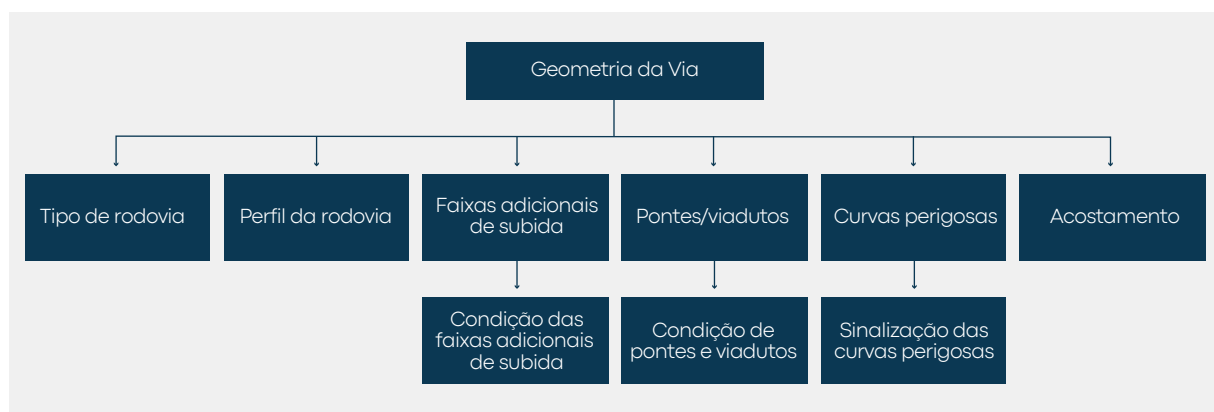 Geometria da Via
Tipo de rodovia
Perfil da rodovia
Faixas adicionais
de subida
Pontes/viadutos
Curvas perigosas
Acostamento
Condição das
faixas adicionais
de subida
Condição de
pontes e viadutos
Sinalização das
curvas perigosas